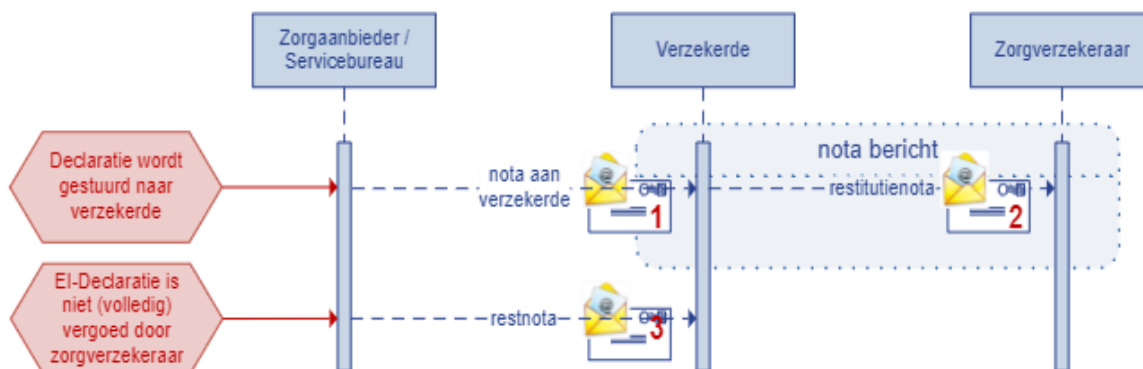 Zorgaanbieder /
Servicebureau
Verzekerde
Zorgverzekeraar
Declaratie wordt
gestuurd naar
verzekerde
nota aan
verzekerde
@
1
nota bericht
restitutienota
@
2
EI-Declaratie is
niet (volledig)
vergoed door
zorgverzekeraar
restnota
@
3